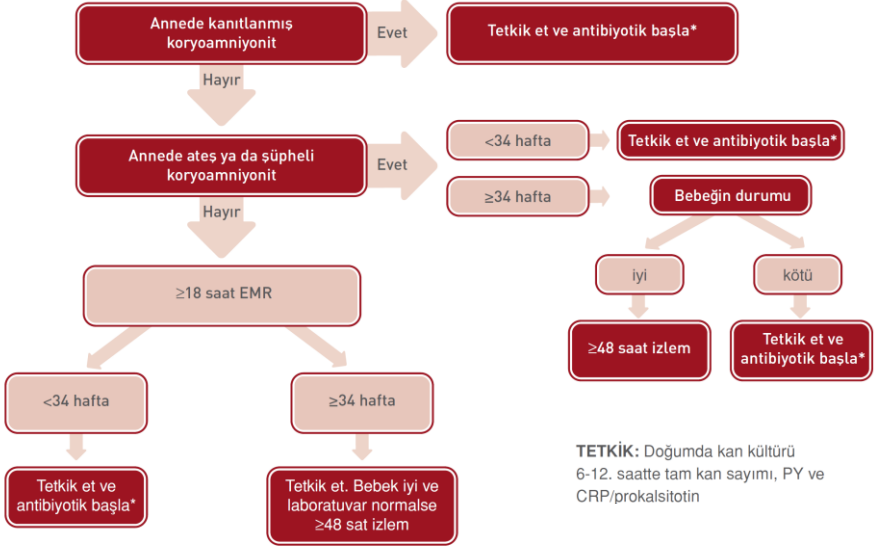 Annede kanıtlanmış
koryoamniyonit
Evet
Tetkik et ve antibiyotik başla*
Hayır
Annede ateş ya da şüpheli
koryoamniyonit
Evet
<34 hafta
Tetkik et ve antibiyotik başla*
≥34 hafta
Bebeğin durumu
Hayır
iyi
kötü
≥18 saat EMR
≥48 saat izlem
Tetkik et ve
antibiyotik başla*
<34 hafta
≥34 hafta
Tetkik et ve
antibiyotik başla*
Tetkik et. Bebek iyi ve
laboratuvar normalse
≥48 sat izlem
TETKİK: Doğumda kan kültürü
6-12. saatte tam kan sayımı, PY ve
CRP/prokalsitotin